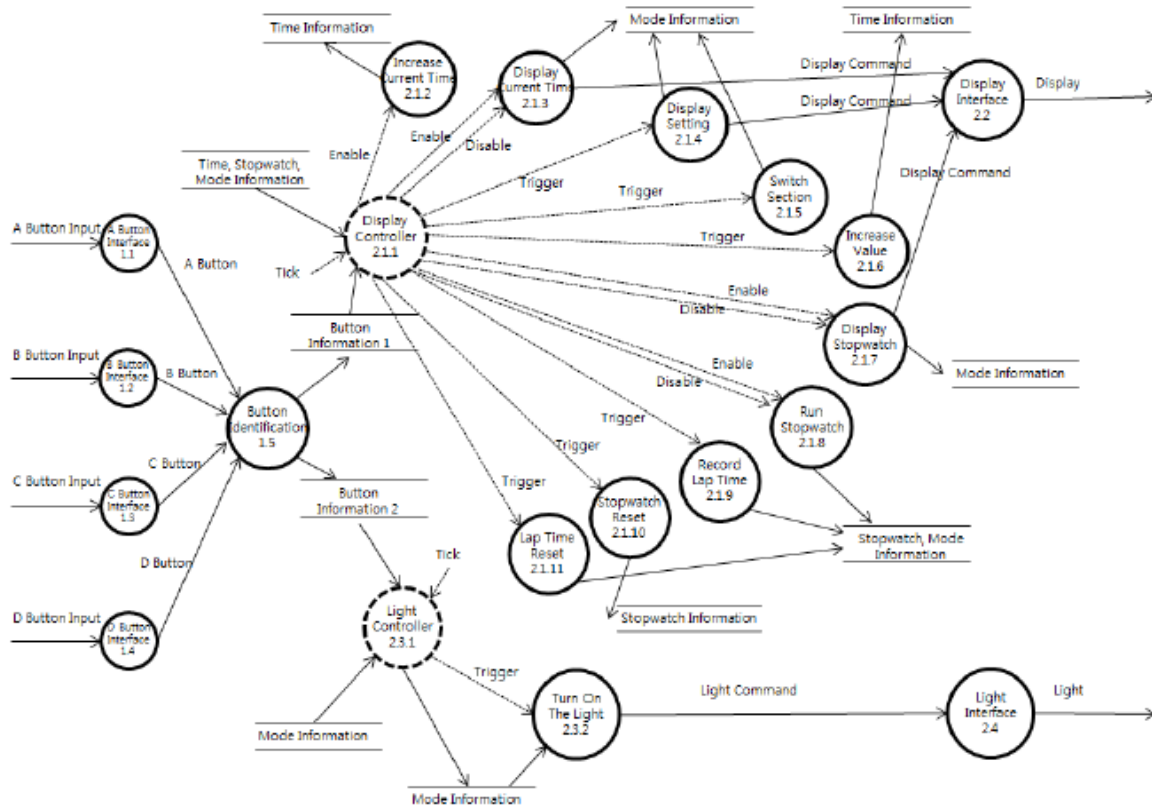 Time Information
Mode Information
Time Information
Increase
Current Time
2.1.2
Display
Current Time
2.1.3
Display Command
Display
Interface
2.2
Display
Display
Setting
2.1.4
Display Command
Enable
Enable
Disable
Time, Stopwatch,
Mode Information
Trigger
Trigger
Switch
Section
2.1.5
Display Command
A Button Input
A Button
Interface
1.1
A Button
Display
Controller
2.1.1
Trigger
Increase
Value
2.1.6
Tick
Enable
Disable
Button
Information 1
Display
Stopwatch
2.1.7
B Button Input
B Button
Interface
1.2
B Button
Enable
Disable
Mode Information
Button
Identification
1.5
Trigger
Run
Stopwatch
2.1.8
Trigger
C Button Input
C Button
Interface
1.3
C Button
Record
Lap Time
2.1.9
Trigger
Button
Information 2
Stopwatch
Reset
2.1.10
Lap Time
Reset
2.1.11
Stopwatch, Mode
Information
D Button
Tick
D Button Input
D Button
Interface
1.4
Light
Controller
2.3.1
Stopwatch Information
Trigger
Turn On
The Light
2.3.2
Light Command
Light
Interface
2.4
Light
Mode Information
Mode Information